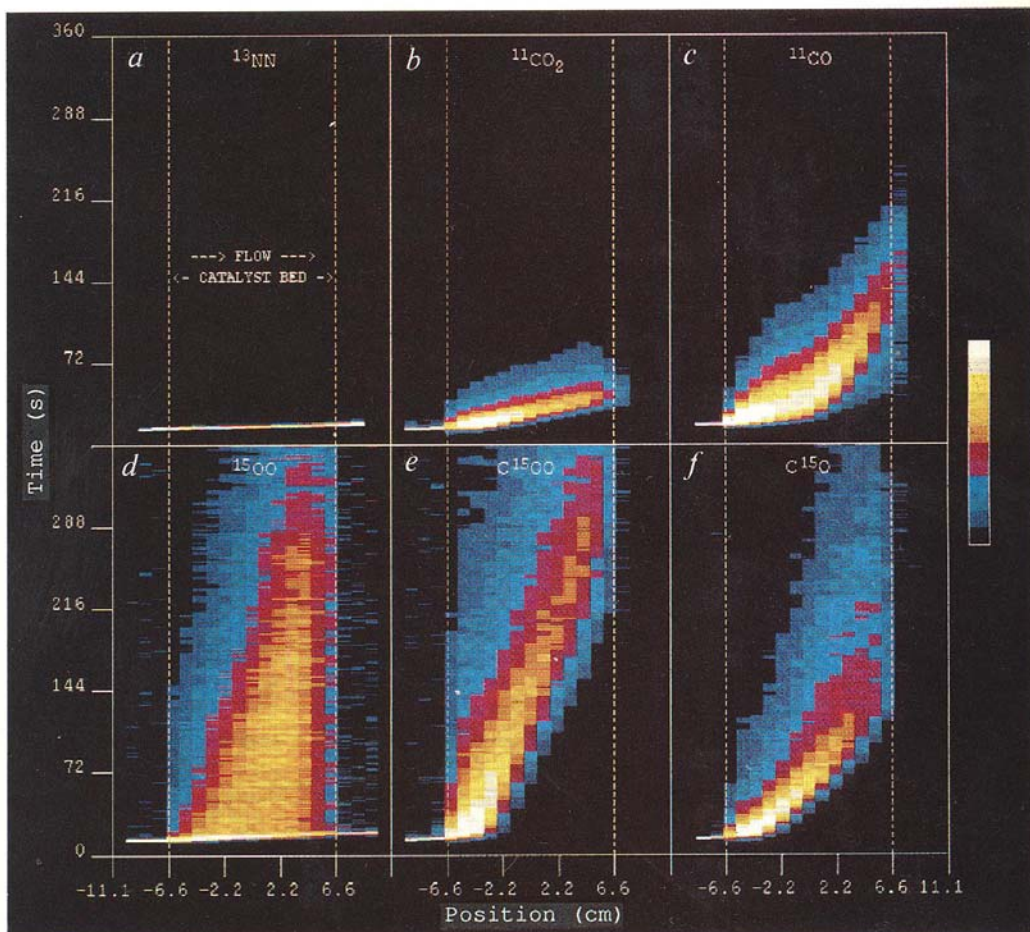 360
288
216
144
72
a
¹³NN
b
¹¹CO₂
c
¹¹CO
---> FLOW --->
<- CATALYST BED ->
Time (s)
d
¹⁵OO
e
C¹⁵OO
f
C¹⁵O
288
216
144
72
0
-11.1 -6.6 -2.2 2.2 6.6 -6.6 -2.2 2.2 6.6 -6.6 -2.2 2.2 6.6 11.1
Position (cm)